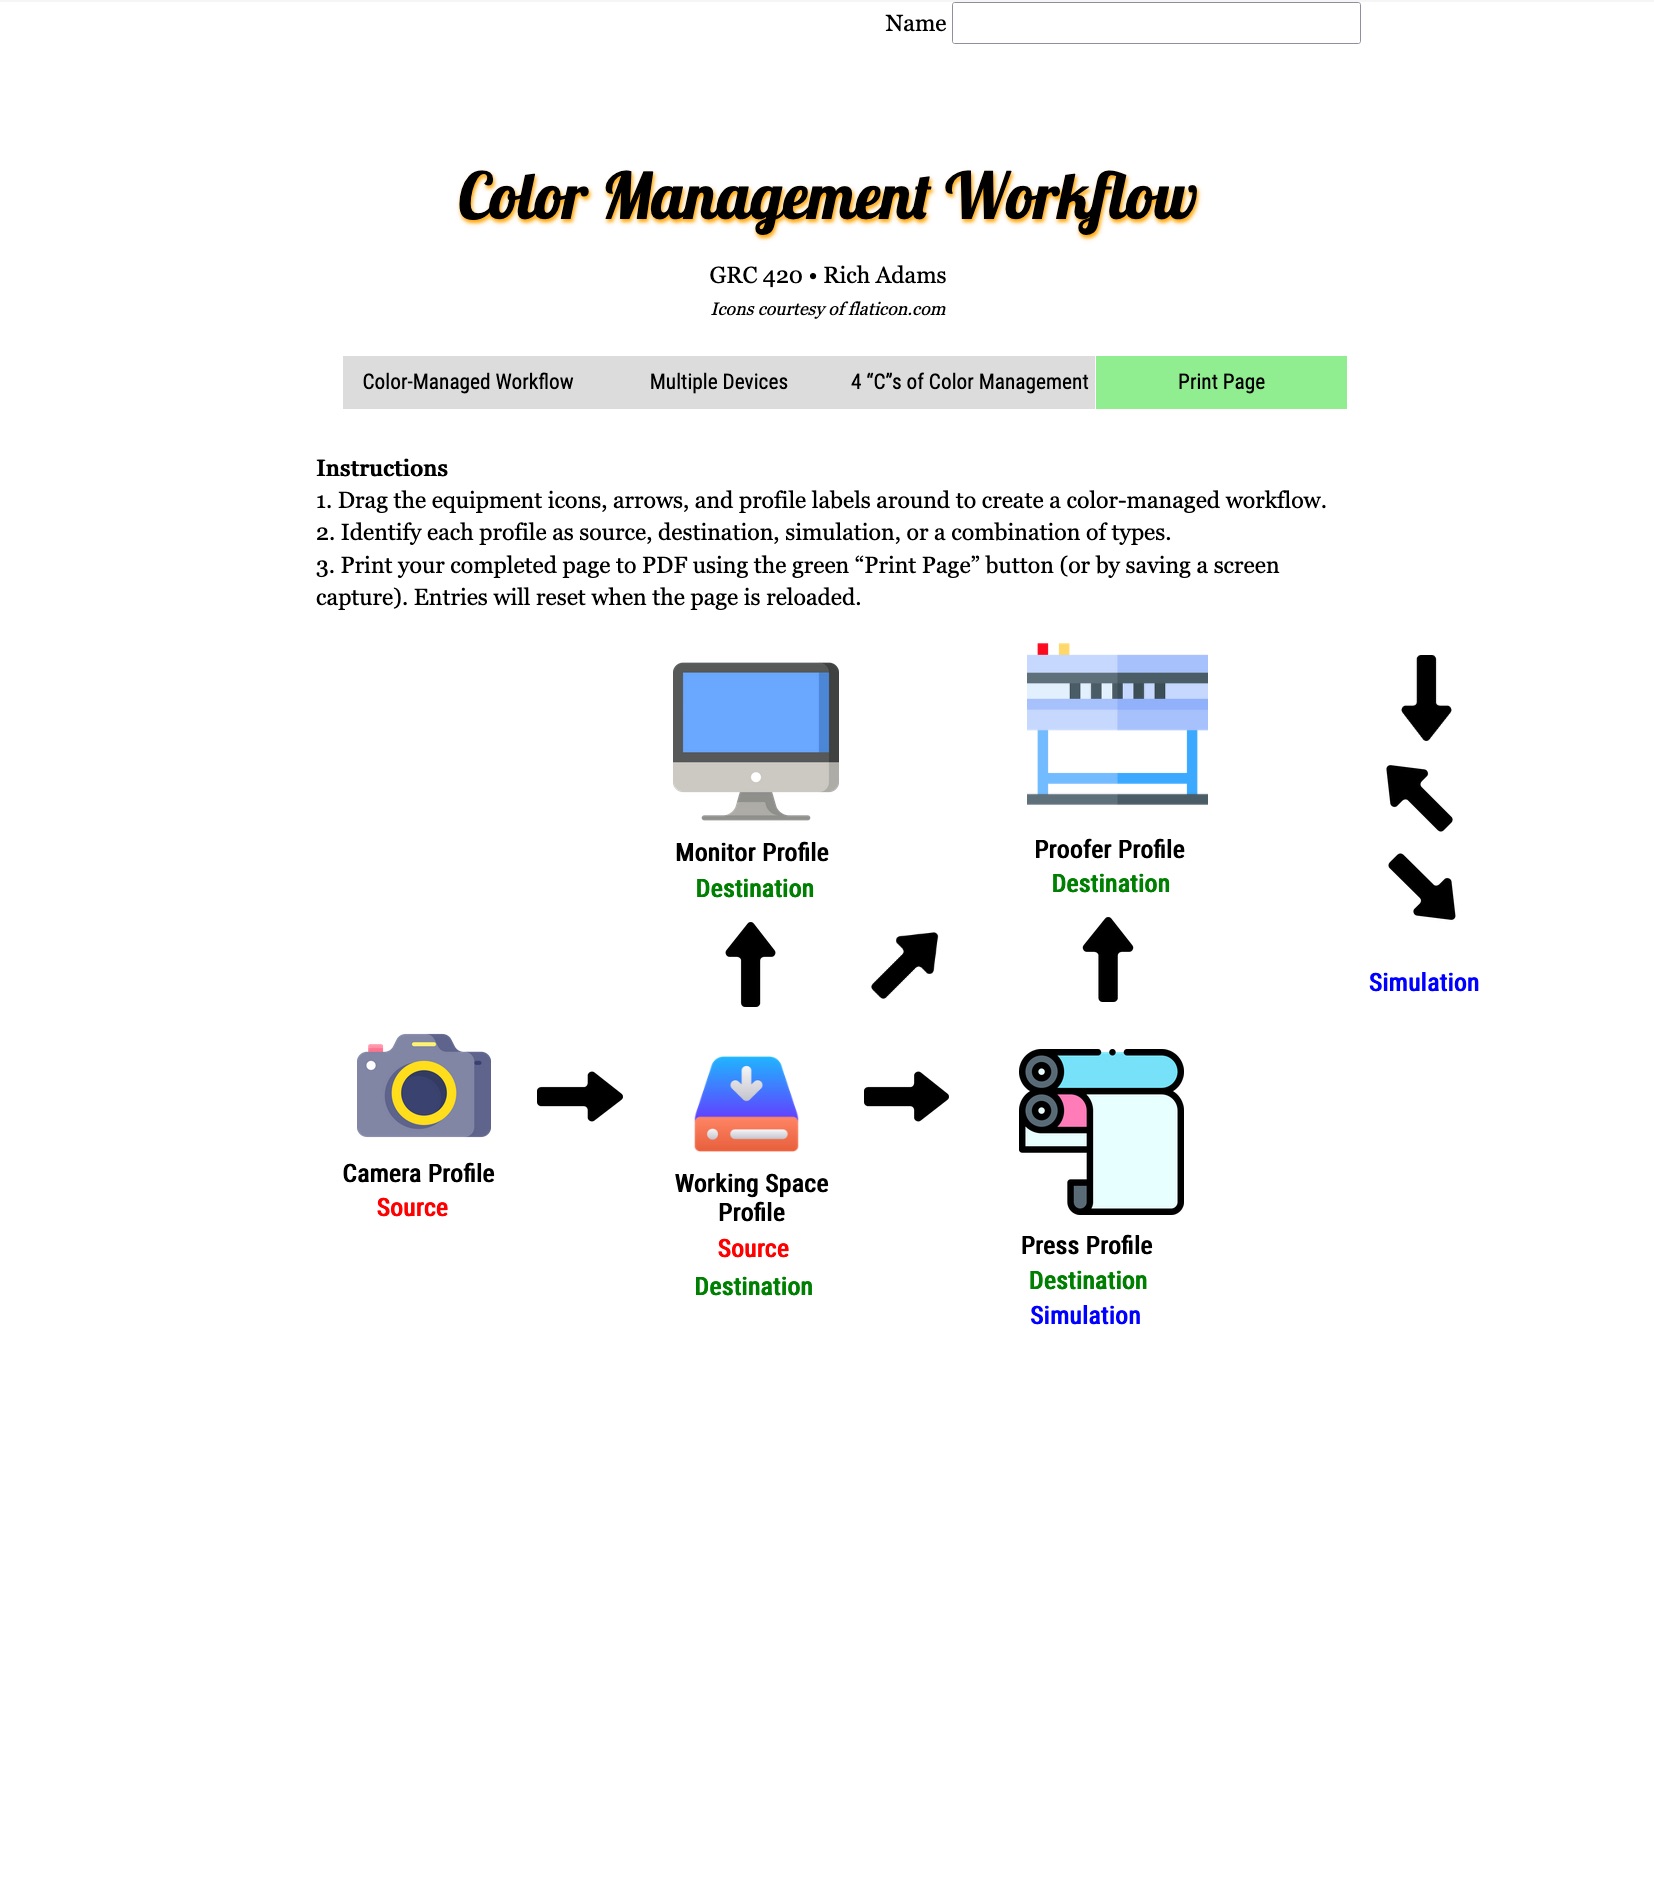 Name
Color Management Workflow
GRC 420 • Rich Adams
Icons courtesy of flaticon.com
Color-Managed Workflow
Multiple Devices
4 “C”s of Color Management
Print Page
Instructions
1. Drag the equipment icons, arrows, and profile labels around to create a color-managed workflow.
2. Identify each profile as source, destination, simulation, or a combination of types.
3. Print your completed page to PDF using the green “Print Page” button (or by saving a screen
capture). Entries will reset when the page is reloaded.
Monitor Profile
Destination
Proofer Profile
Destination
Simulation
Camera Profile
Source
Working Space
Profile
Source
Destination
Press Profile
Destination
Simulation